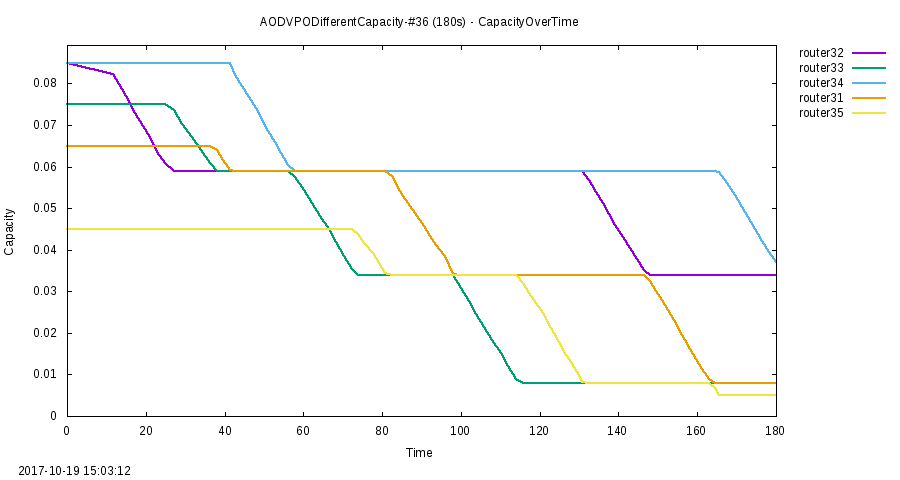 AODVPODifferentCapacity-#36 (180s) - CapacityOverTime
router32
router33
router34
router31
router35
0.08
0.07
0.06
0.05
0.04
0.03
0.02
0.01
0
Capacity
0 20 40 60 80 100 120 140 160 180
Time
2017-10-19 15:03:12